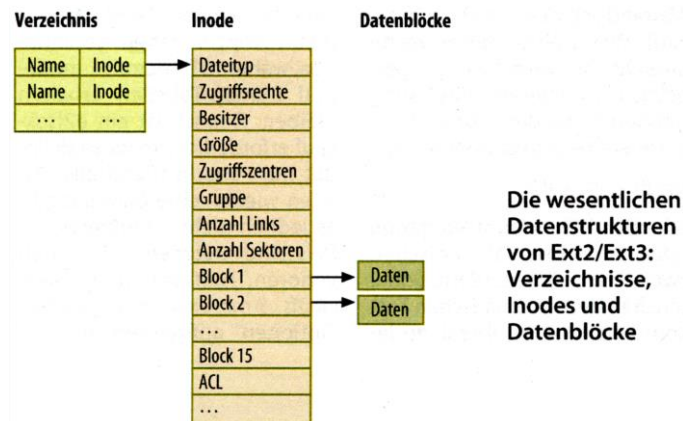 Verzeichnis
Inode
Datenblöcke
Name Inode
Name Inode
... ...
Dateityp
Zugriffsrechte
Besitzer
Größe
Zugriffszentren
Gruppe
Anzahl Links
Anzahl Sektoren
Block 1
Block 2
...
Block 15
ACL
...
Daten
Daten
Die wesentlichen
Datenstrukturen
von Ext2/Ext3:
Verzeichnisse,
Inodes und
Datenblöcke